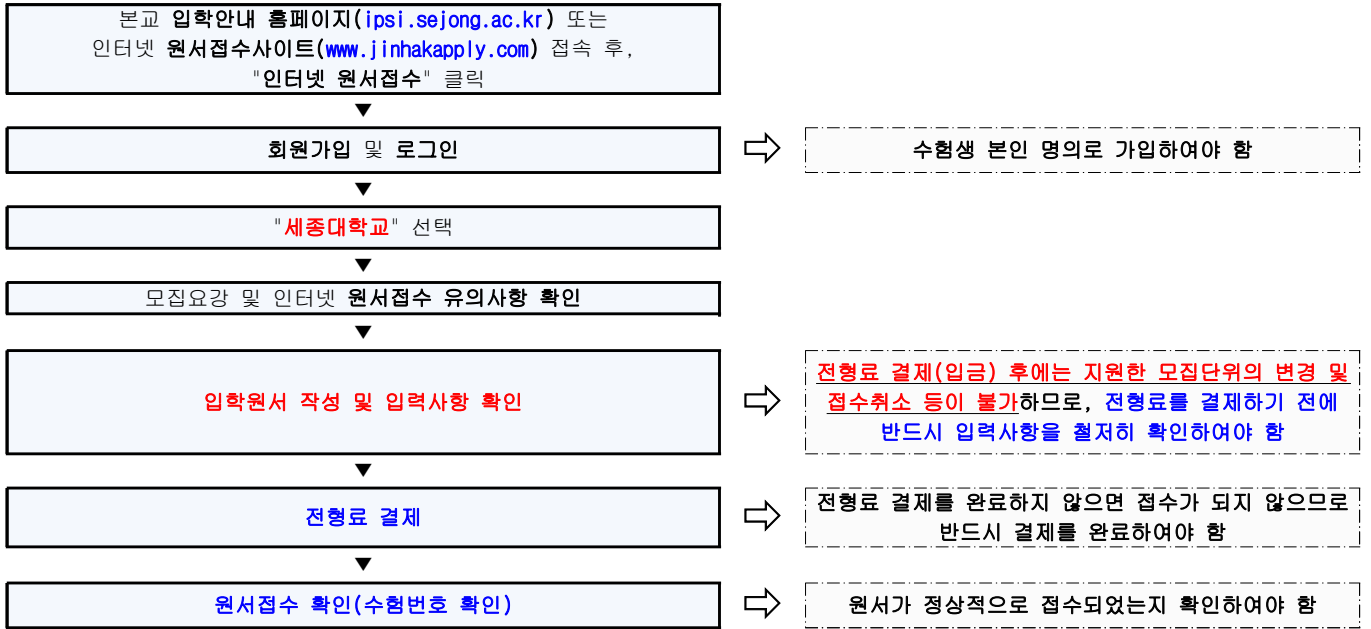 본교 입학안내 홈페이지(ipsi.sejong.ac.kr) 또는
인터넷 원서접수사이트(www.jinhakapply.com) 접속 후,
"인터넷 원서접수" 클릭
▼
회원가입 및 로그인
수험생 본인 명의로 가입하여야 함
▼
"세종대학교" 선택
▼
모집요강 및 인터넷 원서접수 유의사항 확인
▼
입학원서 작성 및 입력사항 확인
전형료 결제(입금) 후에는 지원한 모집단위의 변경 및
접수취소 등이 불가하므로, 전형료를 결제하기 전에
반드시 입력사항을 철저히 확인하여야 함
▼
전형료 결제
전형료 결제를 완료하지 않으면 접수가 되지 않으므로
반드시 결제를 완료하여야 함
▼
원서접수 확인(수험번호 확인)
원서가 정상적으로 접수되었는지 확인하여야 함